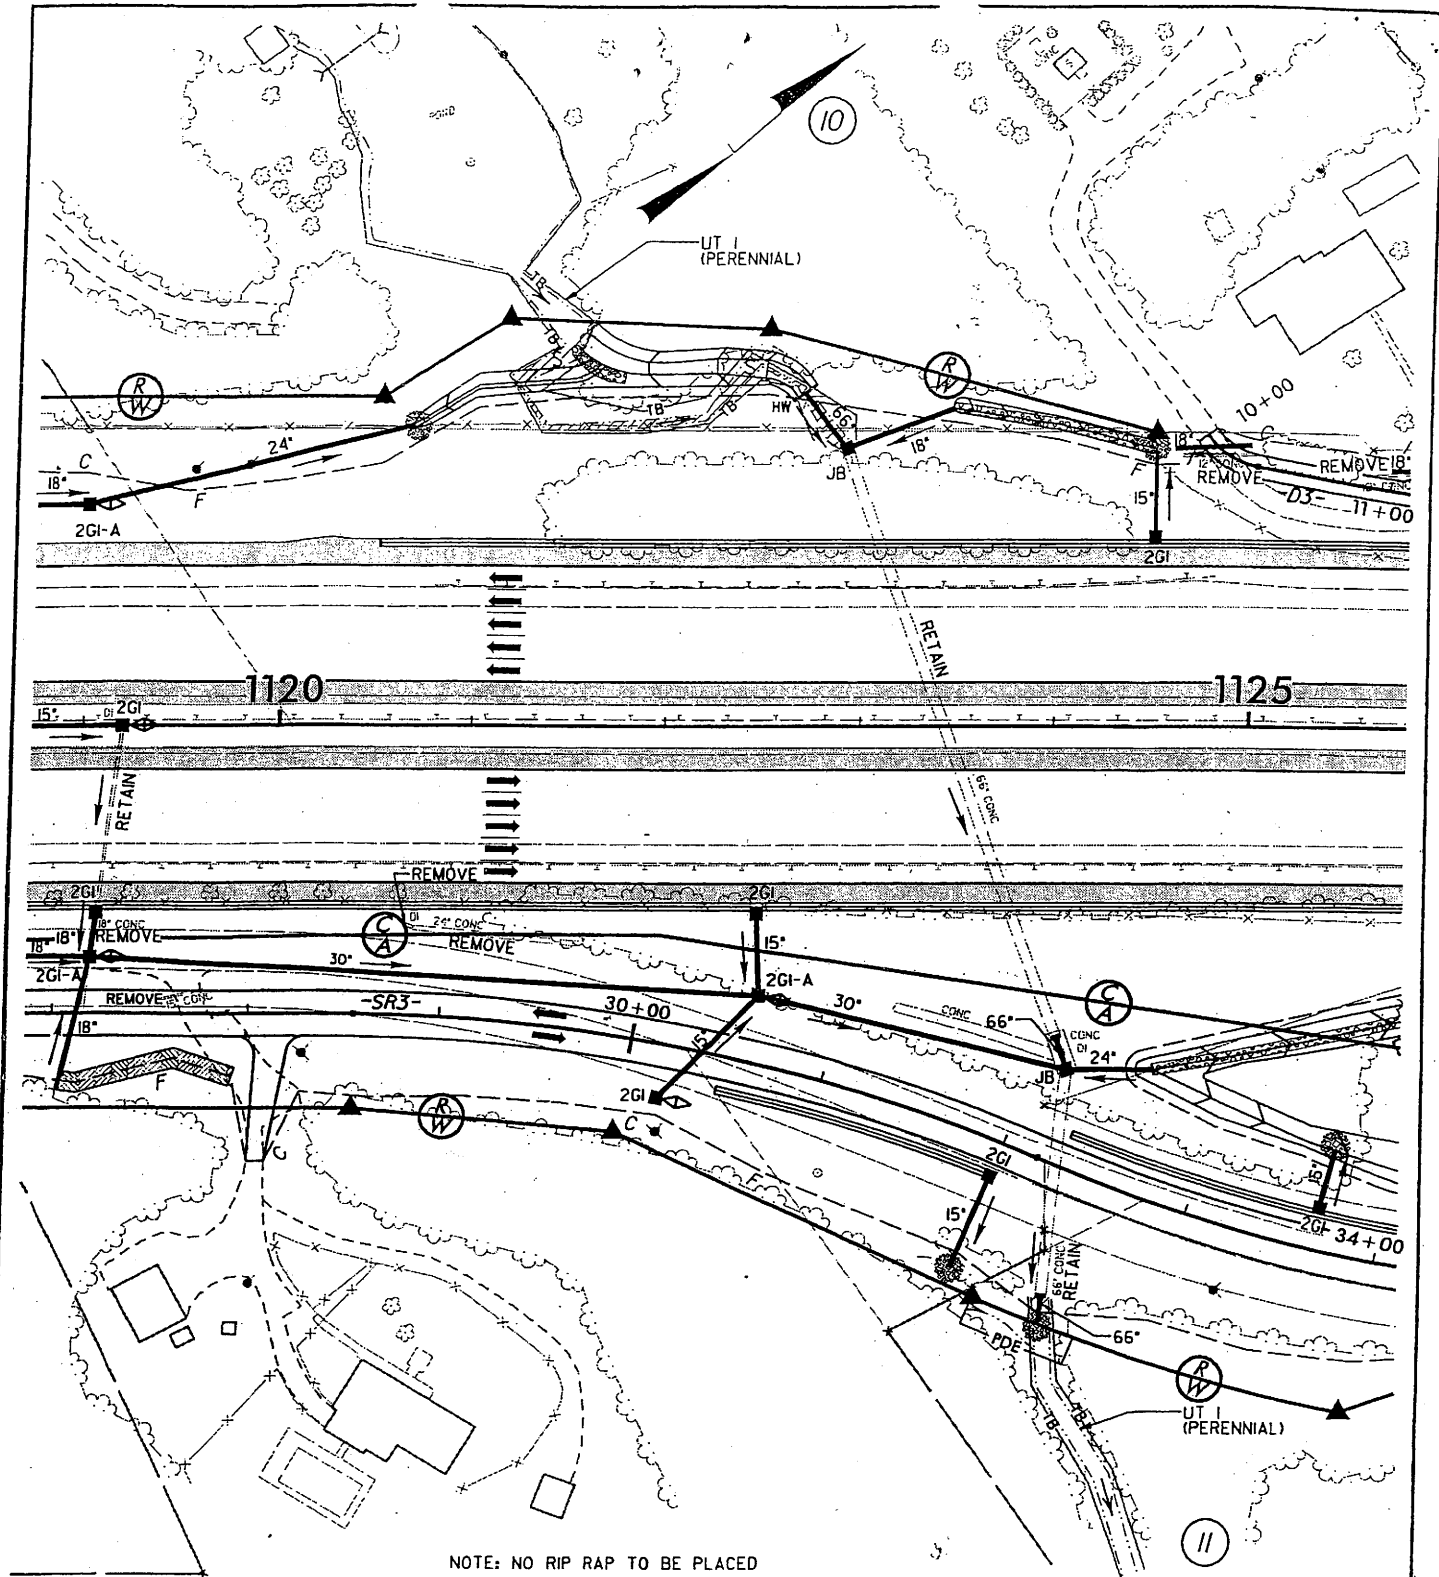 POND
10
UT 1
(PERENNIAL)
TB
TB
R
W
R
W
10+00
HW
TB
TB
66"
18"
18"
C
24"
C
18"
F
F
JB
REMOVE
REMOVE
18"
-D3-
11+00
15"
2GI-A
2GI
RETAIN
1120
1125
15"
DI
2GI
RETAIN
66" CONC
REMOVE
2GI
2GI
18" CONC
REMOVE
C
A
DI
24" CONC
REMOVE
18"
18"
15"
2GI-A
30"
2GI-A
C
A
REMOVE
-SR3-
30+00
30"
CONC
66"
CONC
DI
18"
15"
JB
24"
F
2GI
R
W
C
C
2GI
15"
F
15"
2GI
34+00
66" CONC
RETAIN
PDE
66"
R
W
TB
TB
UT 1
(PERENNIAL)
11
NOTE: NO RIP RAP TO BE PLACED